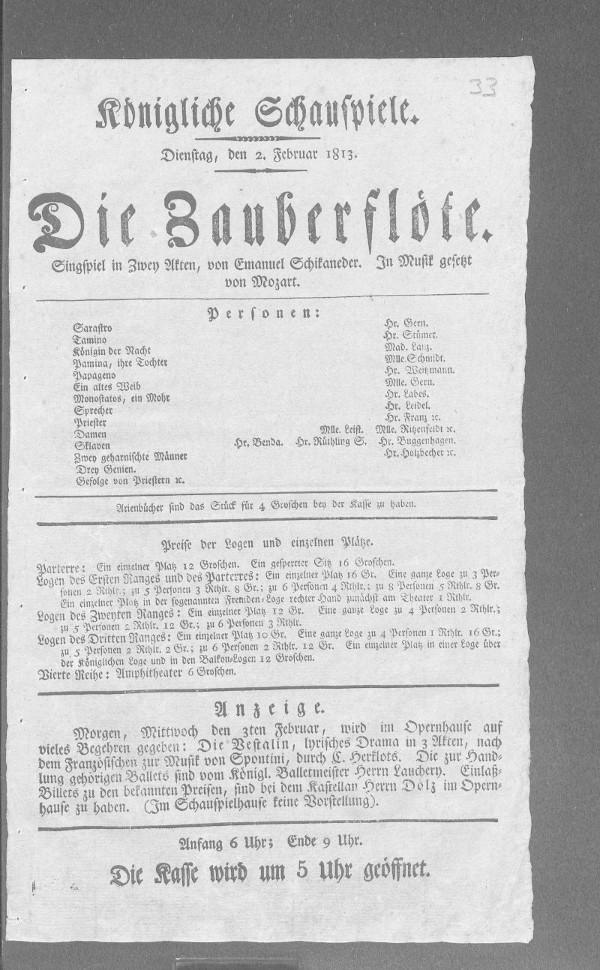 33
Königliche Schauspiele.
Dienstag, den 2. Februar 1813.
Die Zauberflöte.
Singspiel in Zwey Akten, von Emanuel Schikaneder. In Musik gesetzt
von Mozart.
Personen:
Sarastro Hr. Gern.
Tamino Hr. Stümer.
Königin der Nacht Mad. Lanz.
Pamina, ihre Tochter Mlle. Schmidt.
Papageno Hr. Weitzmann.
Ein altes Weib Mlle. Gern.
Monostatos, ein Mohr Hr. Labes.
Sprecher Hr. Leidel.
Priester Hr. Franz ꝛc.
Damen Mlle. Leist. Mlle. Ritzenfeldt ꝛc.
Sklaven Hr. Benda. Hr. Rüthling S. Hr. Buggenhagen.
Zwey geharnischte Männer Hr. Holzbecher ꝛc.
Drey Genien.
Gefolge von Priestern ꝛc.
Arienbücher sind das Stück für 4 Groschen bey der Kasse zu haben.
Preise der Logen und einzelnen Plätze.
Parterre: Ein einzelner Platz 12 Groschen. Ein gesperrter Sitz 16 Groschen.
Logen des Ersten Ranges und des Parterres: Ein einzelner Platz 16 Gr. Eine ganze Loge zu 3 Per-
sonen 2 Rthlr.; zu 5 Personen 3 Rthlr. 8 Gr.; zu 6 Personen 4 Rthlr.; zu 8 Personen 5 Rthlr. 8 Gr.
Ein einzelner Platz in der sogenannten Fremden-Loge rechter Hand zunächst am Theater 1 Rthlr.
Logen des Zweyten Ranges: Ein einzelner Platz 12 Gr. Eine ganze Loge zu 4 Personen 2 Rthlr.;
zu 5 Personen 2 Rthlr. 12 Gr.; zu 6 Personen 3 Rthlr.
Logen des Dritten Ranges: Ein einzelner Platz 10 Gr. Eine ganze Loge zu 4 Personen 1 Rthlr. 16 Gr.;
zu 5 Personen 2 Rthlr. 2 Gr.; zu 6 Personen 2 Rthlr. 12 Gr. Ein einzelner Platz in einer Loge über
der Königlichen Loge und in den Balkon-Logen 12 Groschen.
Vierte Reihe: Amphitheater 6 Groschen.
Anzeige.
Morgen, Mittwoch den 3ten Februar, wird im Opernhause auf
vieles Begehren gegeben: Die Vestalin, lyrisches Drama in 3 Akten, nach
dem Französischen zur Musik von Spontini, durch C. Herklots. Die zur Hand-
lung gehörigen Ballets sind vom Königl. Balletmeister Herrn Lauchery. Einlaß-
Billets zu den bekannten Preisen, sind bei dem Kastellan Herrn Dolz im Opern-
hause zu haben. (Im Schauspielhause keine Vorstellung).
Anfang 6 Uhr; Ende 9 Uhr.
Die Kasse wird um 5 Uhr geöffnet.